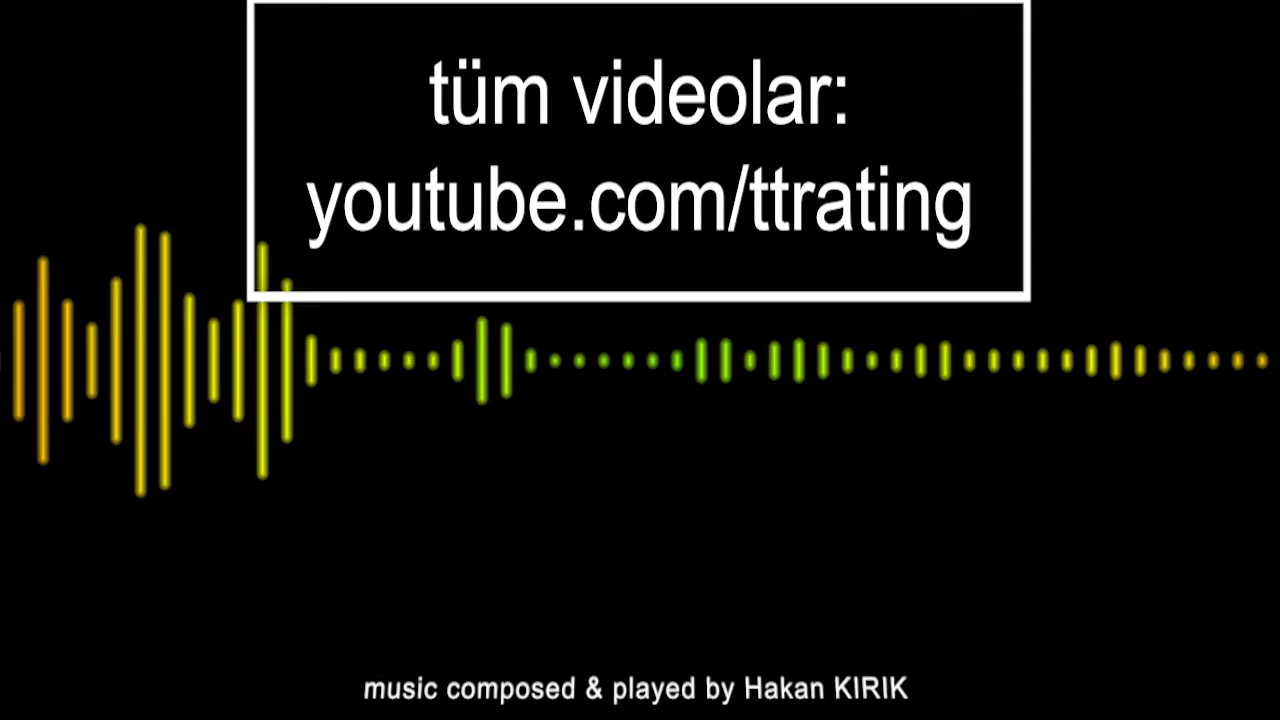 tüm videolar:
youtube.com/ttrating
music composed & played by Hakan KIRIK